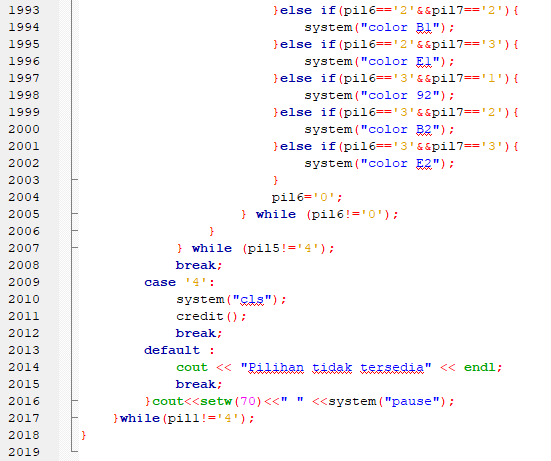 1993 }else if(pil6=='2'&&pil7=='2'){
1994 system("color B1");
1995 }else if(pil6=='2'&&pil7=='3'){
1996 system("color E1");
1997 }else if(pil6=='3'&&pil7=='1'){
1998 system("color 92");
1999 }else if(pil6=='3'&&pil7=='2'){
2000 system("color B2");
2001 }else if(pil6=='3'&&pil7=='3'){
2002 system("color E2");
2003 }
2004 pil6='0';
2005 } while (pil6!='0');
2006 }
2007 } while (pil5!='4');
2008 break;
2009 case '4':
2010 system("cls");
2011 credit();
2012 break;
2013 default :
2014 cout << "Pilihan tidak tersedia" << endl;
2015 break;
2016 }cout<<setw(70)<<" " <<system("pause");
2017 }while(pil1!='4');
2018 }
2019